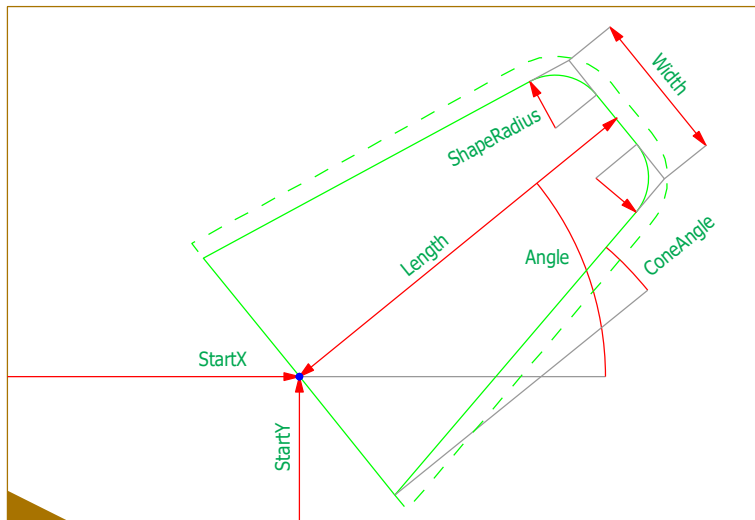 Width
ShapeRadius
Length
Angle
ConeAngle
StartX
StartY